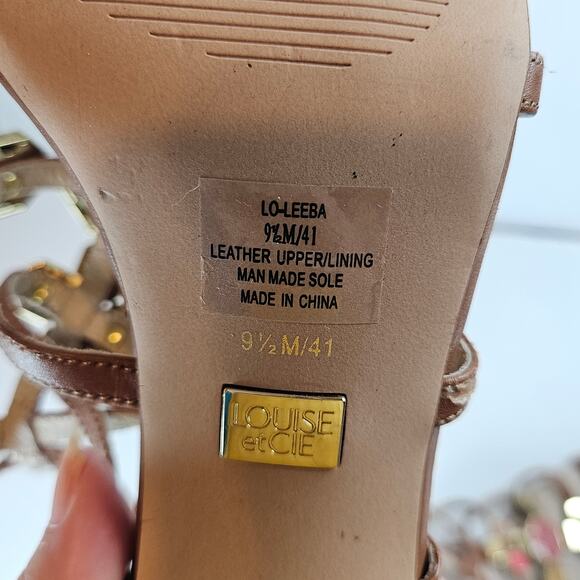 LO-LEEBA
9½M/41
LEATHER UPPER/LINING
MAN MADE SOLE
MADE IN CHINA
9½M/41
LOUISE
et CIE